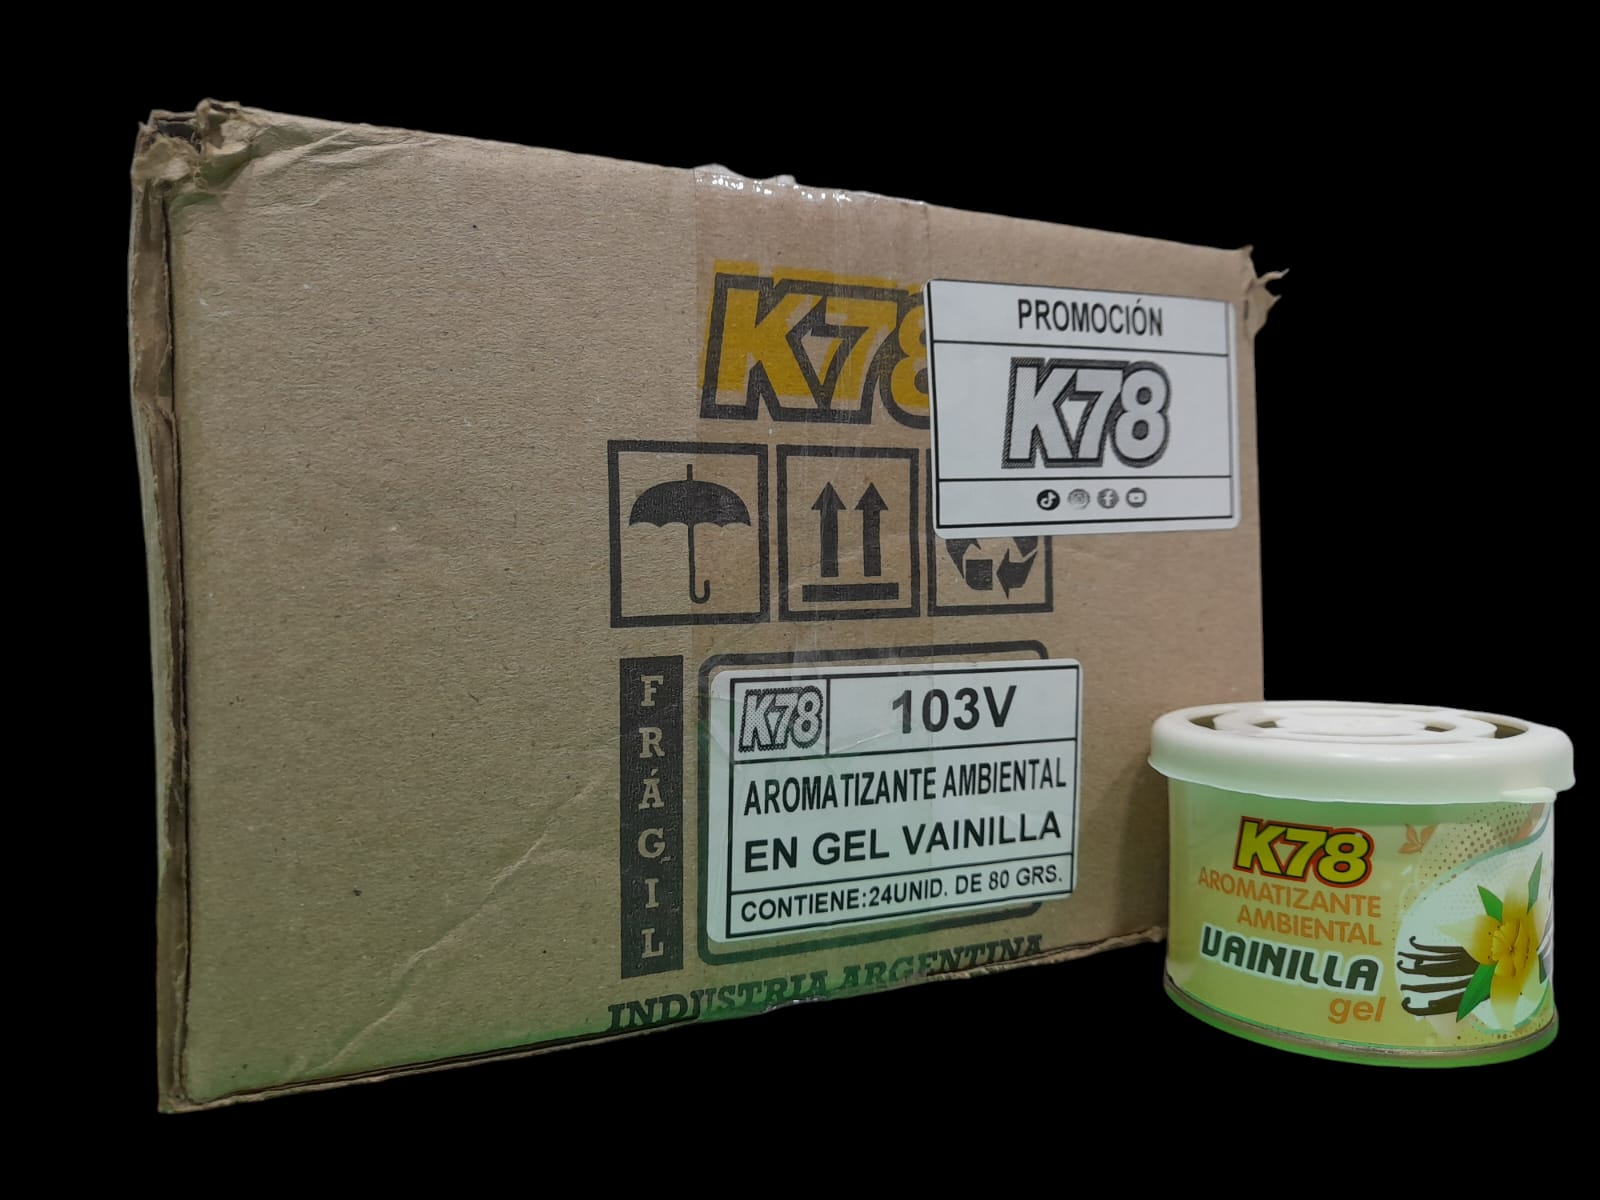 K78
PROMOCIÓN
K78
FRÁGIL
K78
103V
AROMATIZANTE AMBIENTAL
EN GEL VAINILLA
CONTIENE:24UNID. DE 80 GRS.
INDUSTRIA ARGENTINA
K78
AROMATIZANTE
AMBIENTAL
VAINILLA
gel